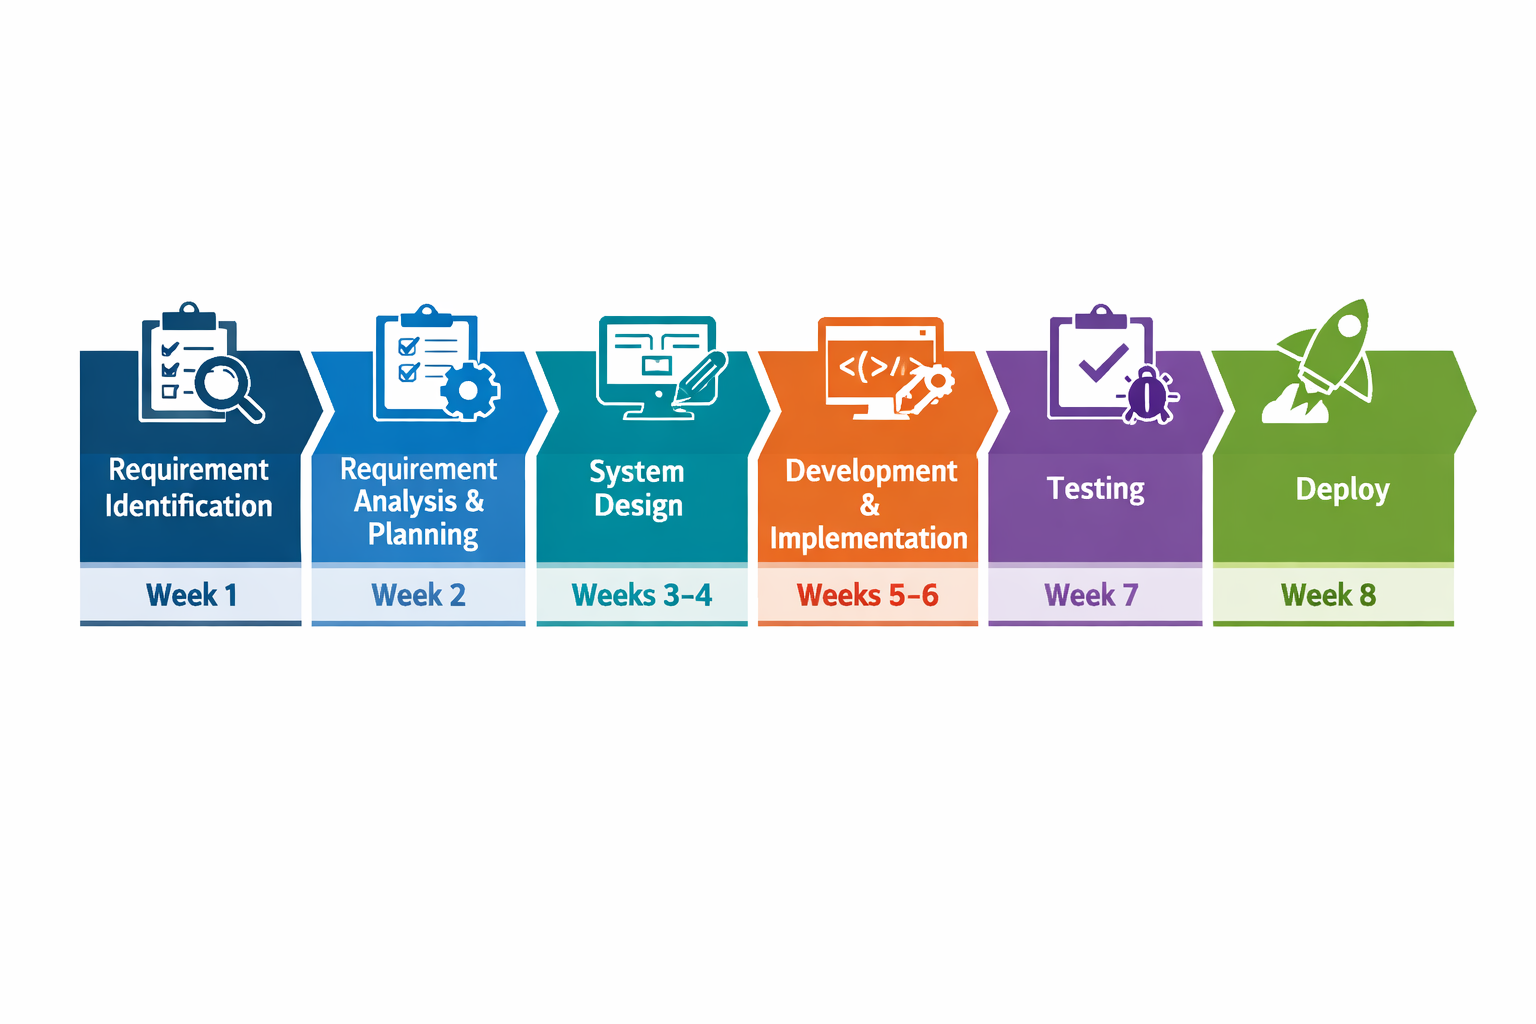 Requirement
Identification
Week 1
Requirement
Analysis &
Planning
Week 2
System
Design
Weeks 3–4
<(>//>
Development
&
Implementation
Weeks 5–6
Testing
Week 7
Deploy
Week 8